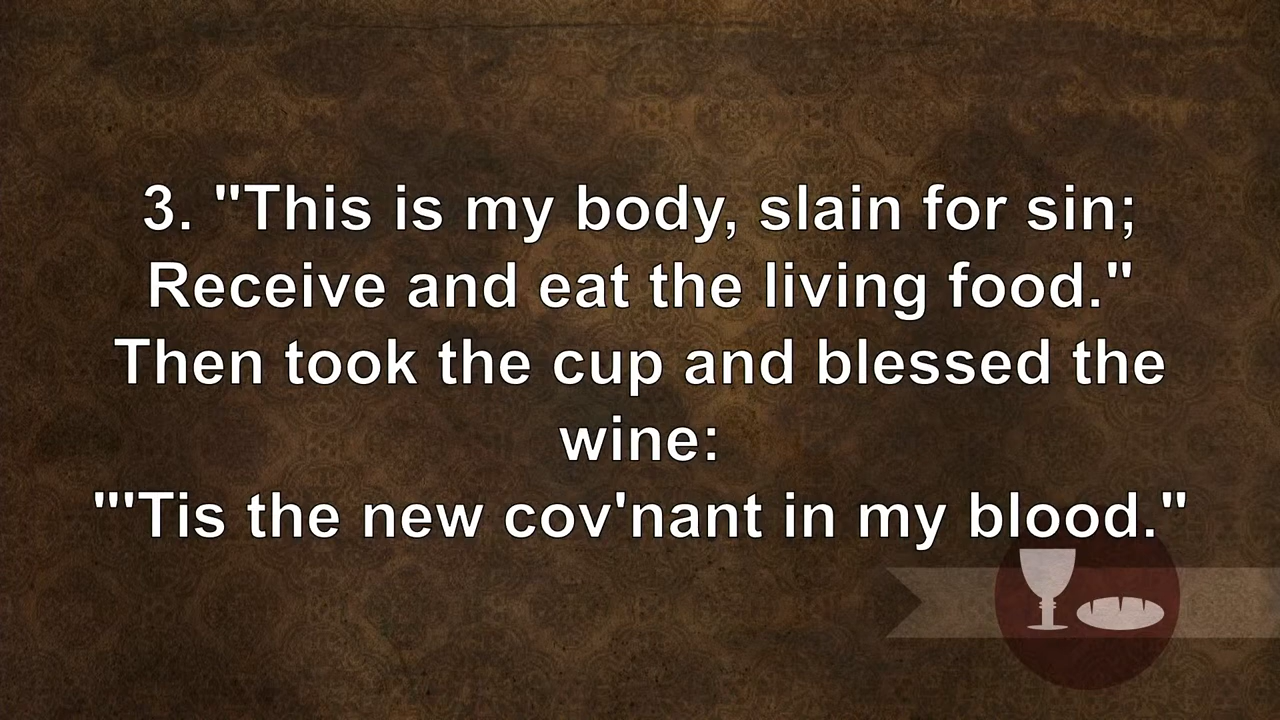 3. "This is my body, slain for sin;
Receive and eat the living food."
Then took the cup and blessed the
wine:
"'Tis the new cov'nant in my blood."